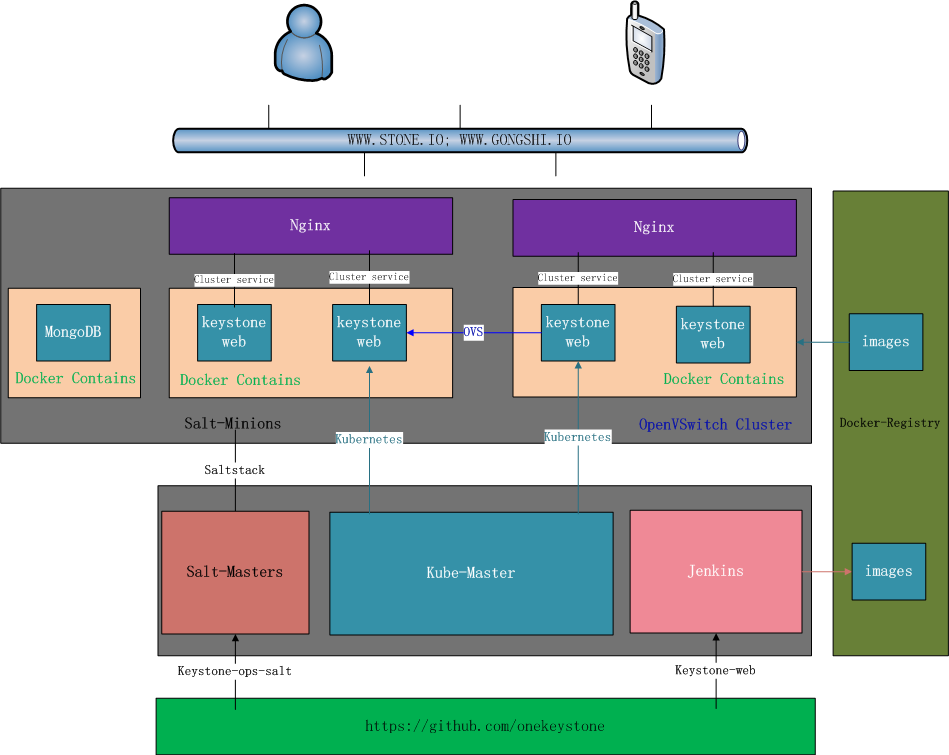 WWW.STONE.IO; WWW.GONGSHI.IO
Nginx
Nginx
Cluster service
Cluster service
Cluster service
Cluster service
MongoDB
keystone
web
keystone
web
OVS
keystone
web
keystone
web
images
Docker Contains
Docker Contains
Docker Contains
Salt-Minions
OpenVSwitch Cluster
Docker-Registry
Kubernetes
Kubernetes
Saltstack
Salt-Masters
Kube-Master
Jenkins
images
Keystone-ops-salt
Keystone-web
https://github.com/onekeystone